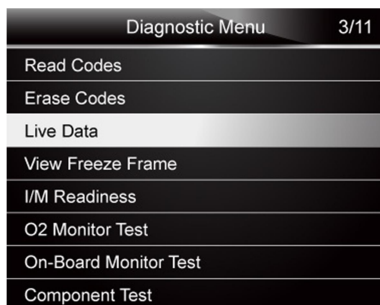 Diagnostic Menu 3/11
Read Codes
Erase Codes
Live Data
View Freeze Frame
I/M Readiness
O2 Monitor Test
On-Board Monitor Test
Component Test